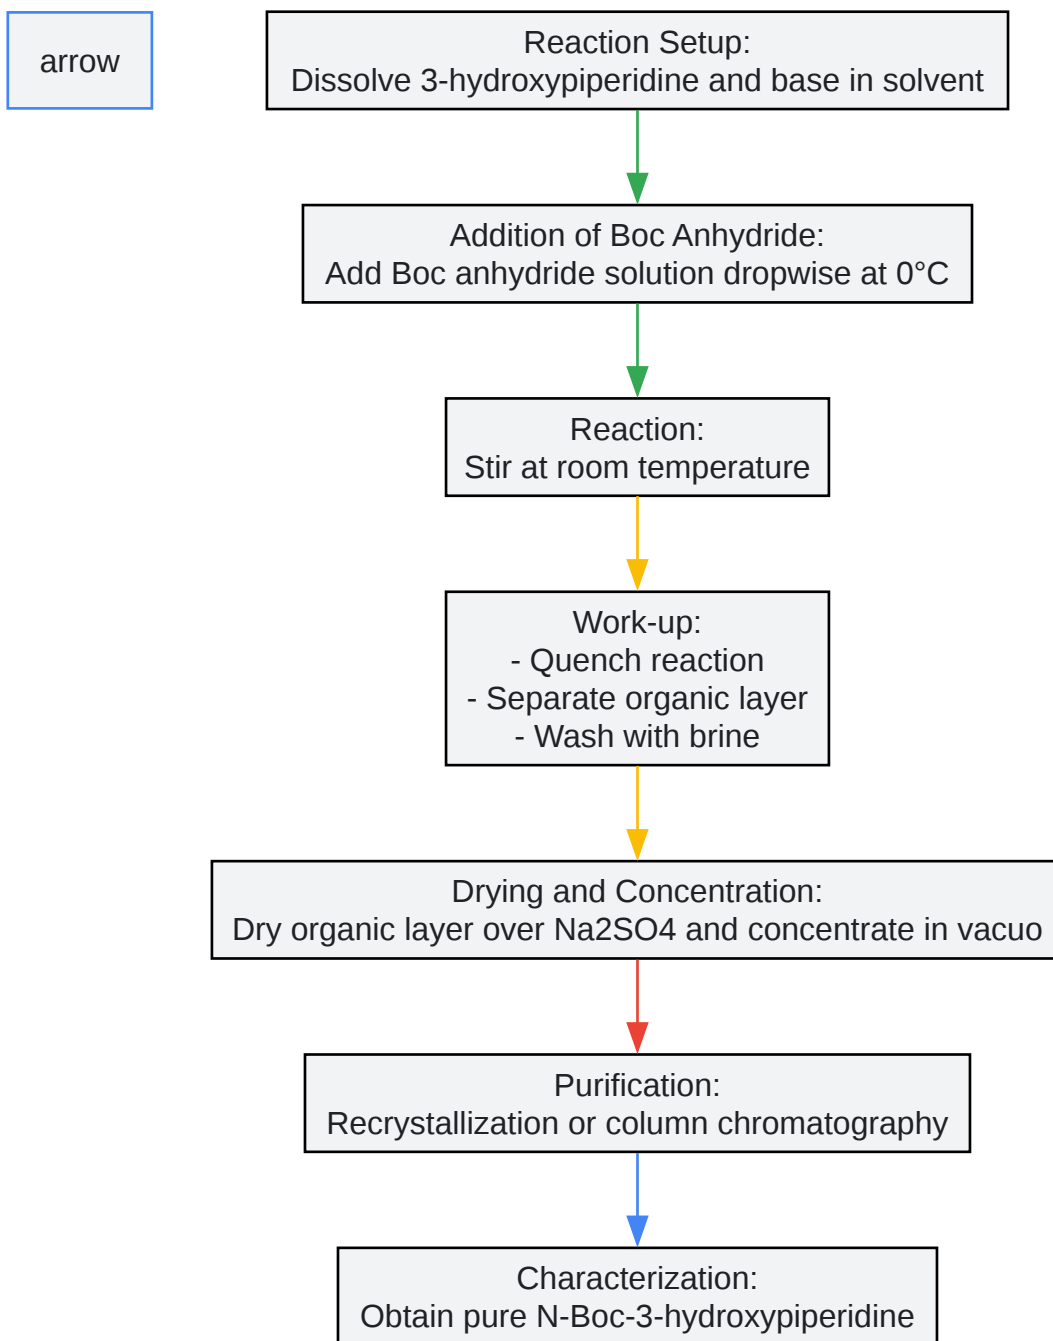 arrow
Reaction Setup:
Dissolve 3-hydroxypiperidine and base in solvent
Addition of Boc Anhydride:
Add Boc anhydride solution dropwise at 0°C
Reaction:
Stir at room temperature
Work-up:
- Quench reaction
- Separate organic layer
- Wash with brine
Drying and Concentration:
Dry organic layer over Na2SO4 and concentrate in vacuo
Purification:
Recrystallization or column chromatography
Characterization:
Obtain pure N-Boc-3-hydroxypiperidine